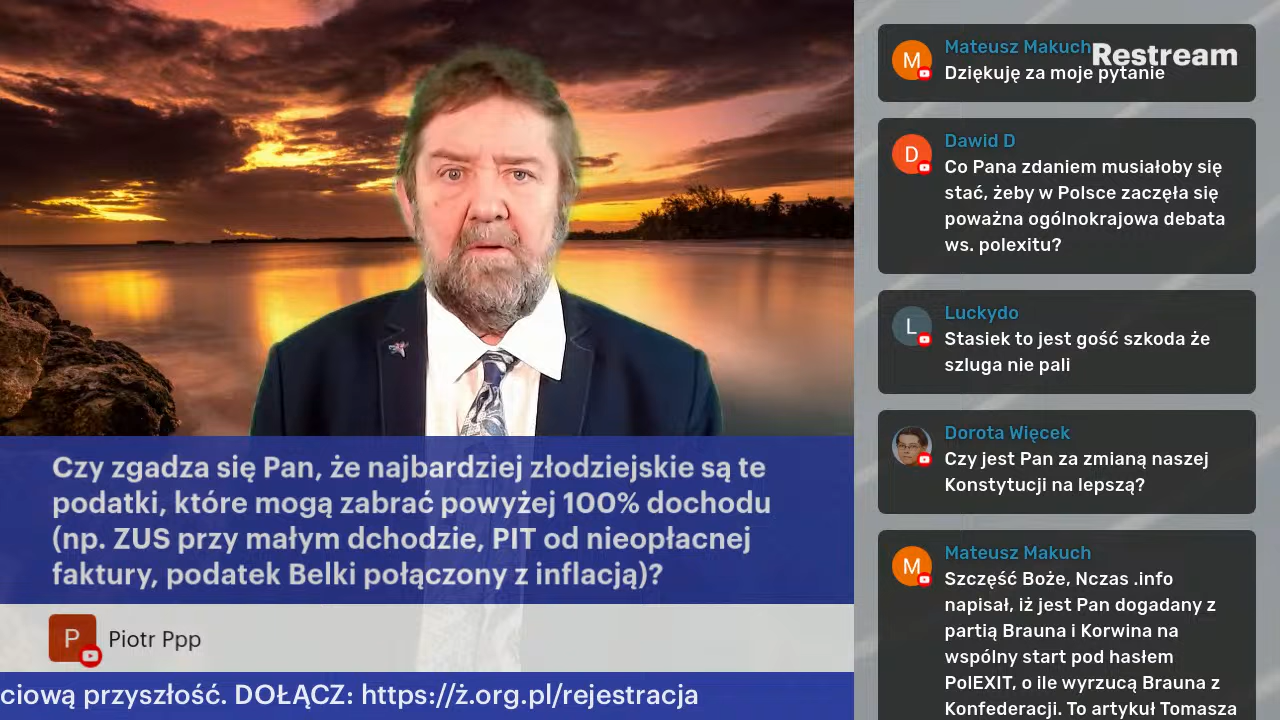 Czy zgadza się Pan, że najbardziej złodziejskie są te
podatki, które mogą zabrać powyżej 100% dochodu
(np. ZUS przy małym dchodzie, PIT od nieopłacnej
faktury, podatek Belki połączony z inflacją)?
P
Piotr Ppp
ciową przyszłość. DOŁĄCZ: https://ż.org.pl/rejestracja
Restream
M
Mateusz Makuch
Dziękuję za moje pytanie
D
Dawid D
Co Pana zdaniem musiałoby się
stać, żeby w Polsce zaczęła się
poważna ogólnokrajowa debata
ws. polexitu?
L
Luckydo
Stasiek to jest gość szkoda że
szluga nie pali
Dorota Więcek
Czy jest Pan za zmianą naszej
Konstytucji na lepszą?
M
Mateusz Makuch
Szczęść Boże, Nczas .info
napisał, iż jest Pan dogadany z
partią Brauna i Korwina na
wspólny start pod hasłem
PolEXIT, o ile wyrzucą Brauna z
Konfederacji. To artykuł Tomasza